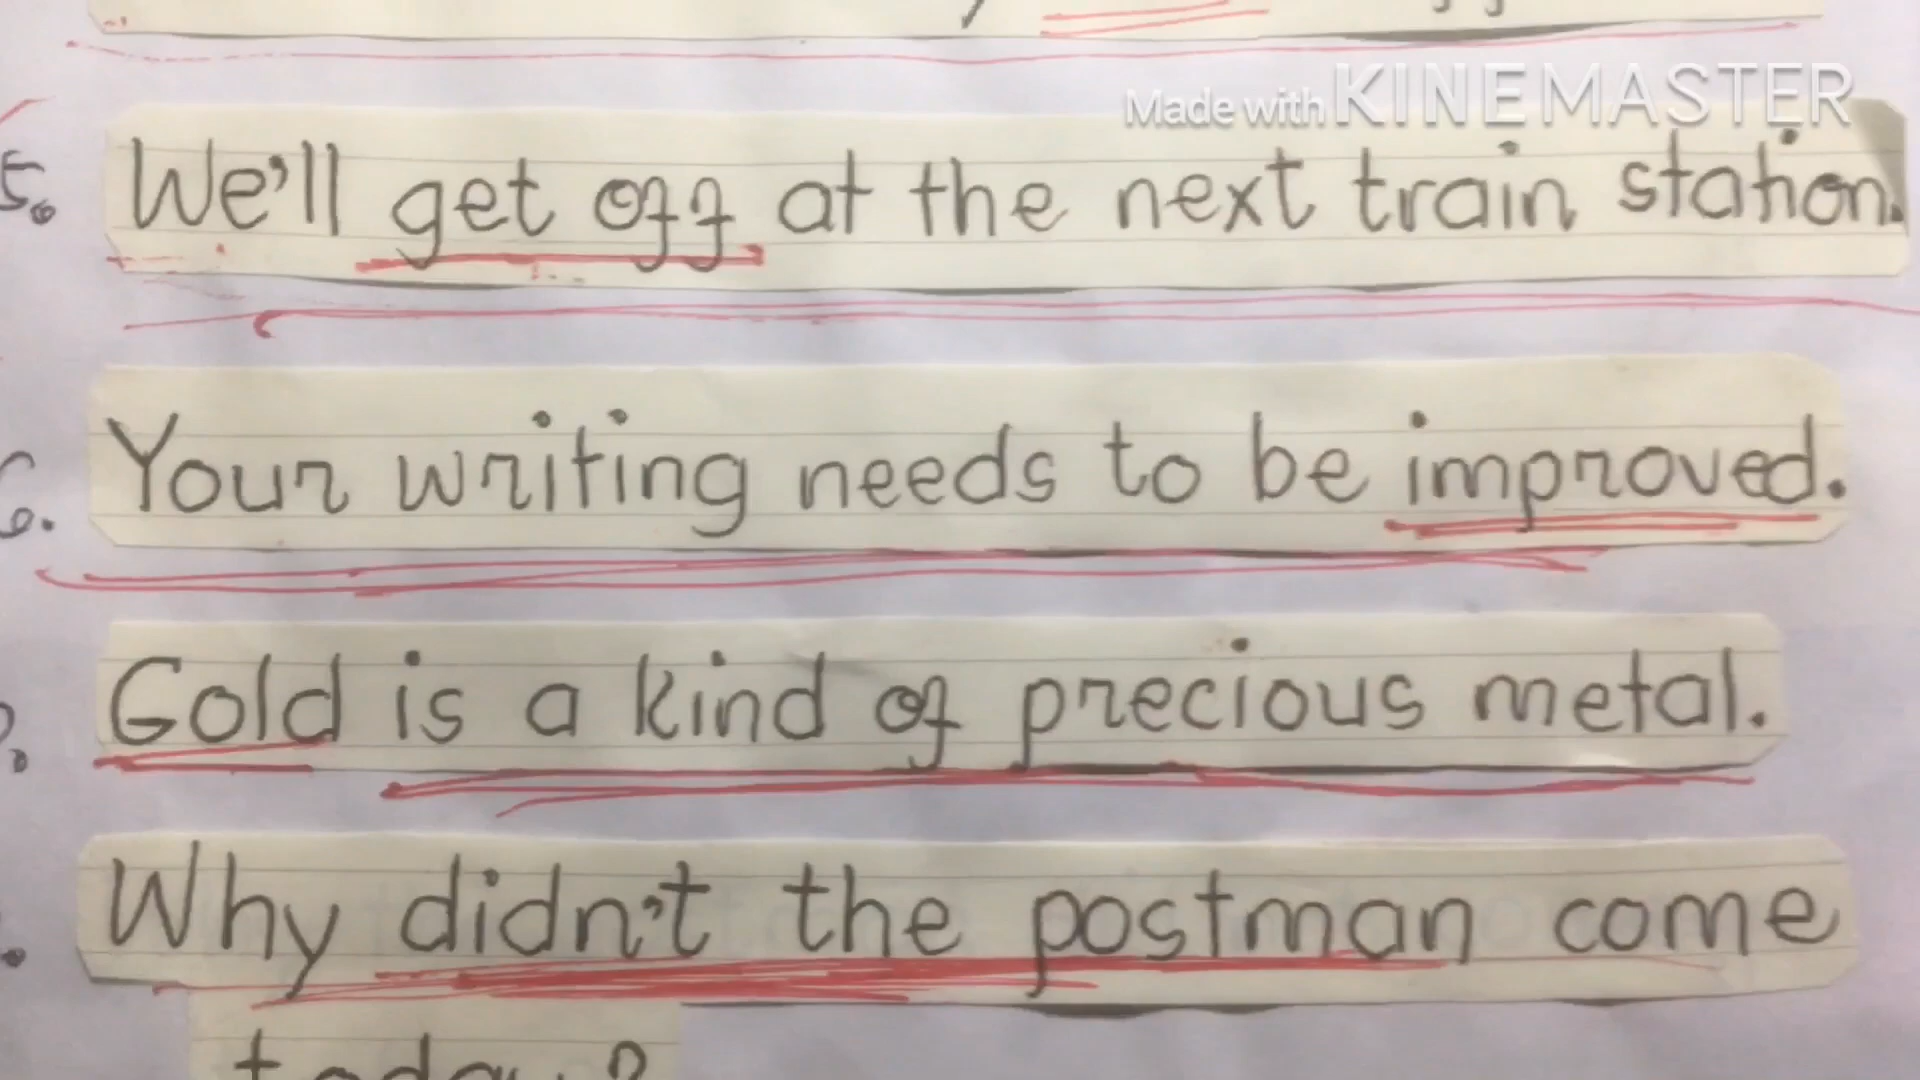 Made with KINEMASTER
5. We'll get off at the next train station.
6. Your writing needs to be improved.
Gold is a kind of precious metal.
Why didn't the postman come
today?